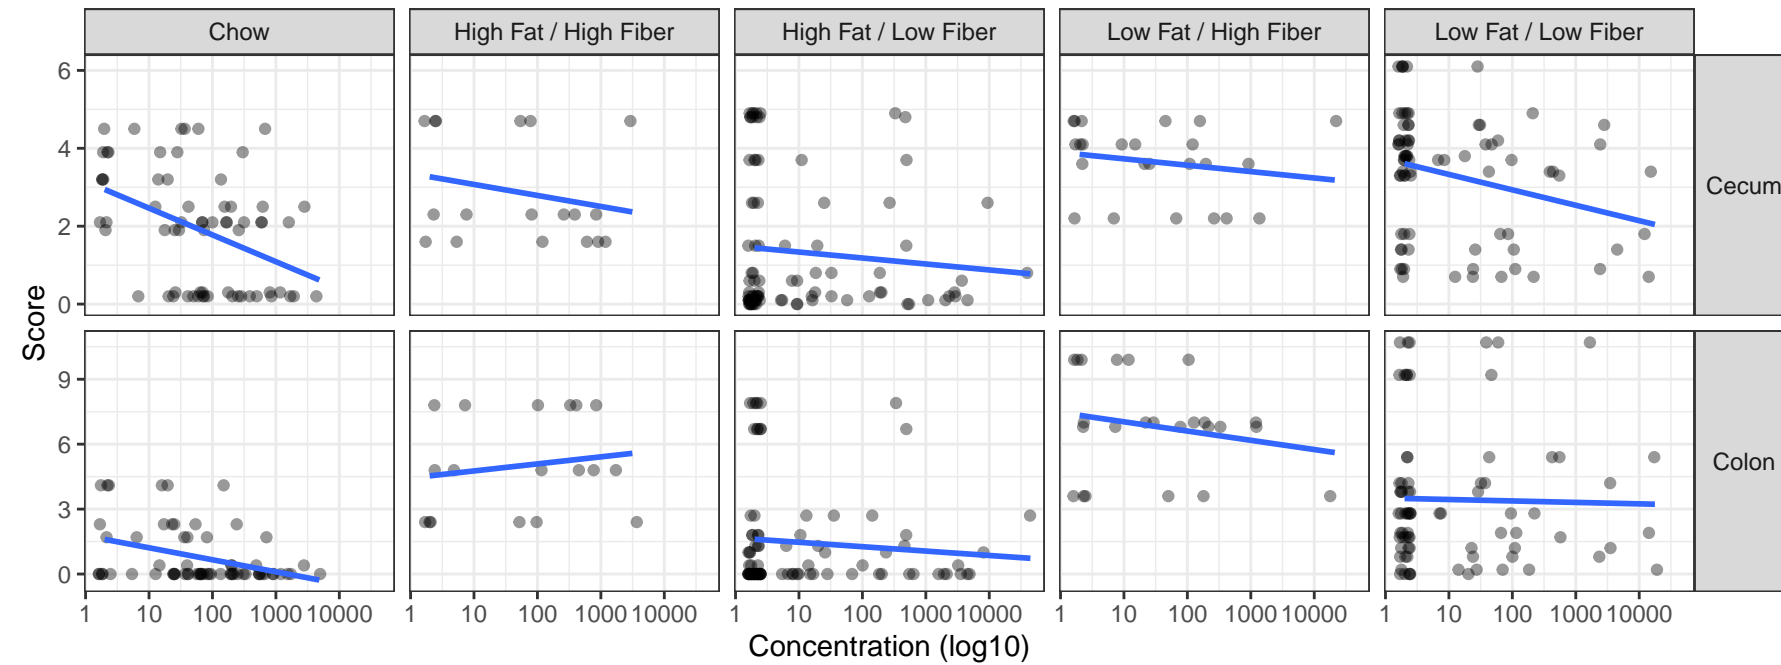 Chow High Fat / High Fiber High Fat / Low Fiber Low Fat / High Fiber Low Fat / Low Fiber
6
4
2
0
Cecum
Score
9
6
3
0
Colon
1 10 100 1000 10000 1 10 100 1000 10000 1 10 100 1000 10000 1 10 100 1000 10000 1 10 100 1000 10000
Concentration (log10)